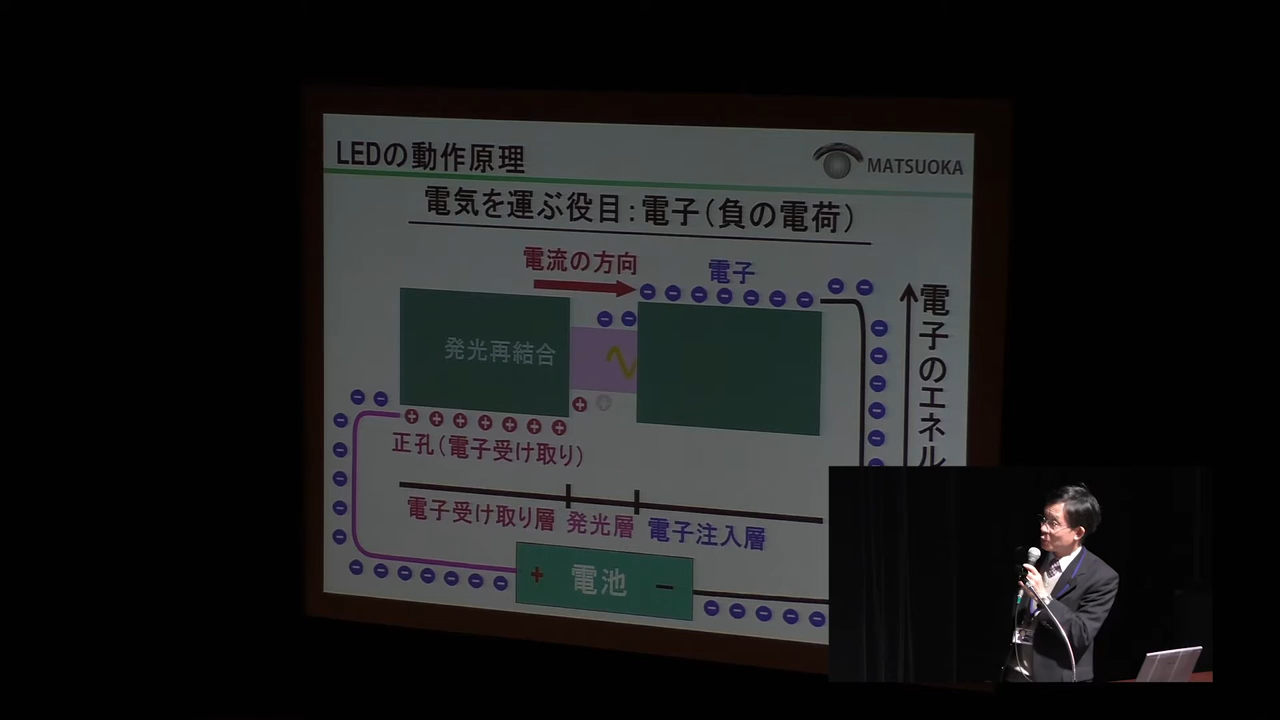 LEDの動作原理
MATSUOKA
電気を運ぶ役目:電子(負の電荷)
電流の方向
電子
電子のエネル
発光再結合
正孔(電子受け取り)
電子受け取り層
発光層
電子注入層
+ 電池 −